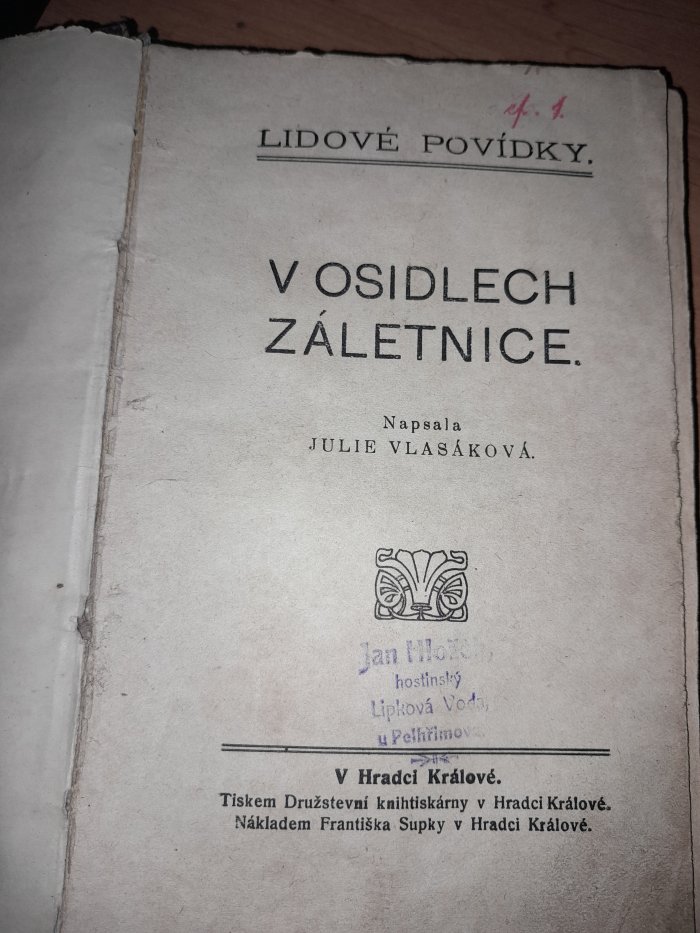 LIDOVÉ POVÍDKY.
V OSIDLECH
ZÁLETNICE.
Napsala
JULIE VLASÁKOVÁ.
Jan
hostinský
Lipková Voda,
u Pelhřimova.
V Hradci Králové.
Tiskem Družstevní knihtiskárny v Hradci Králové.
Nákladem Františka Supky v Hradci Králové.